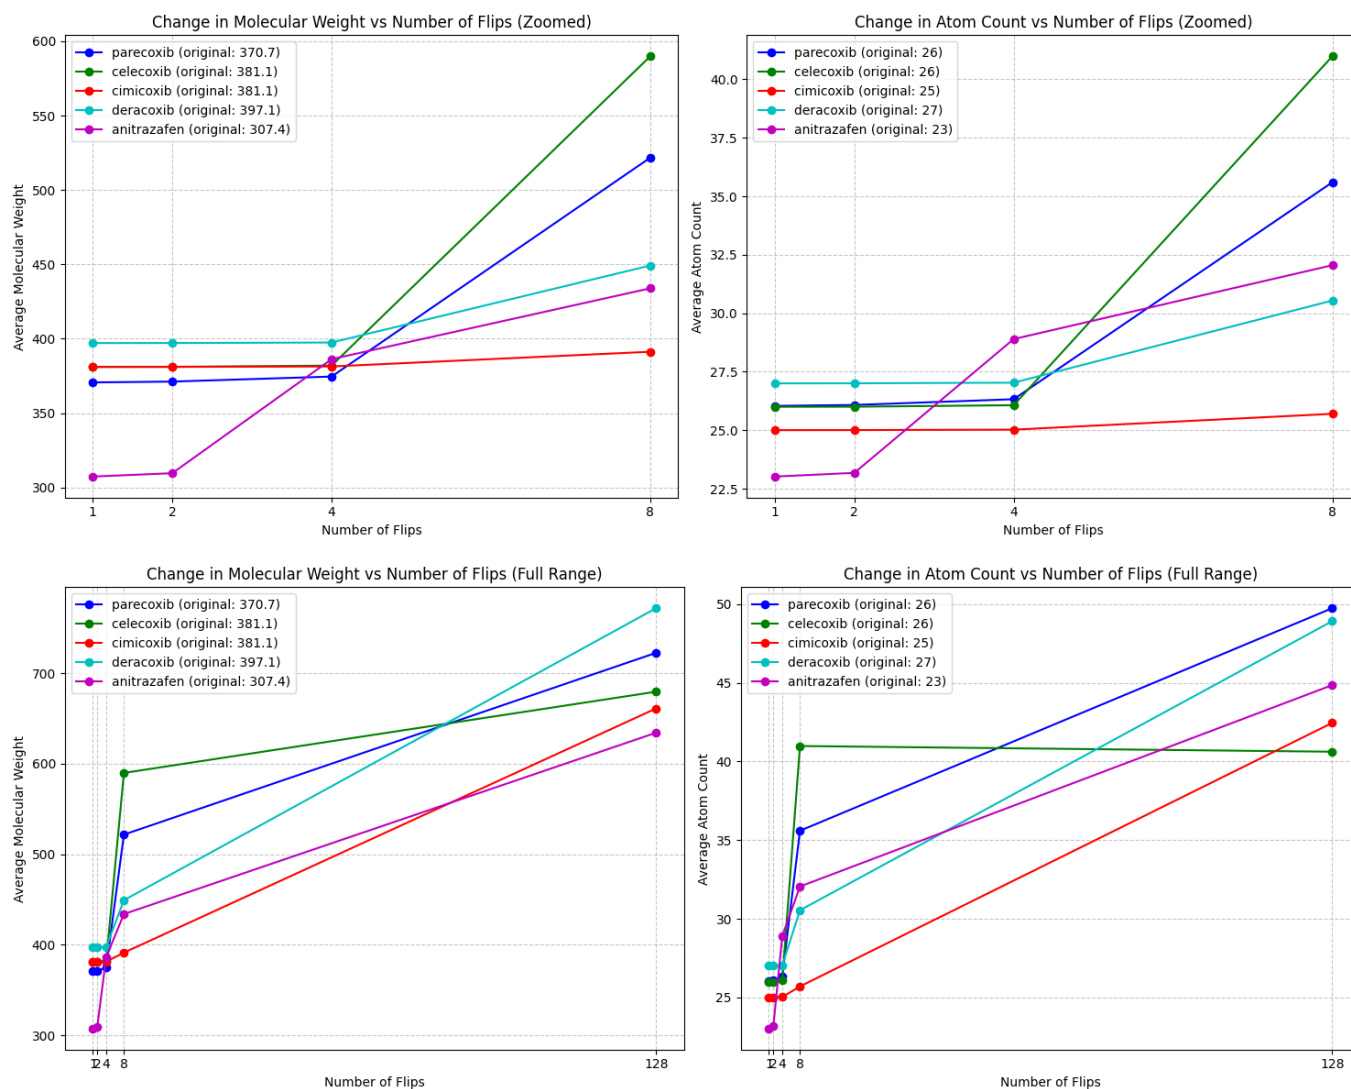 Change in Molecular Weight vs Number of Flips (Zoomed)
parecoxib (original: 370.7)
celecoxib (original: 381.1)
cimicoxib (original: 381.1)
deracoxib (original: 397.1)
anitrazafen (original: 307.4)
Average Molecular Weight
600
550
500
450
400
350
300
1 2 4 8
Number of Flips
Change in Atom Count vs Number of Flips (Zoomed)
parecoxib (original: 26)
celecoxib (original: 26)
cimicoxib (original: 25)
deracoxib (original: 27)
anitrazafen (original: 23)
Average Atom Count
40.0
37.5
35.0
32.5
30.0
27.5
25.0
22.5
1 2 4 8
Number of Flips
Change in Molecular Weight vs Number of Flips (Full Range)
parecoxib (original: 370.7)
celecoxib (original: 381.1)
cimicoxib (original: 381.1)
deracoxib (original: 397.1)
anitrazafen (original: 307.4)
Average Molecular Weight
700
600
500
400
300
1 2 4 8 128
Number of Flips
Change in Atom Count vs Number of Flips (Full Range)
parecoxib (original: 26)
celecoxib (original: 26)
cimicoxib (original: 25)
deracoxib (original: 27)
anitrazafen (original: 23)
Average Atom Count
50
45
40
35
30
25
1 2 4 8 128
Number of Flips